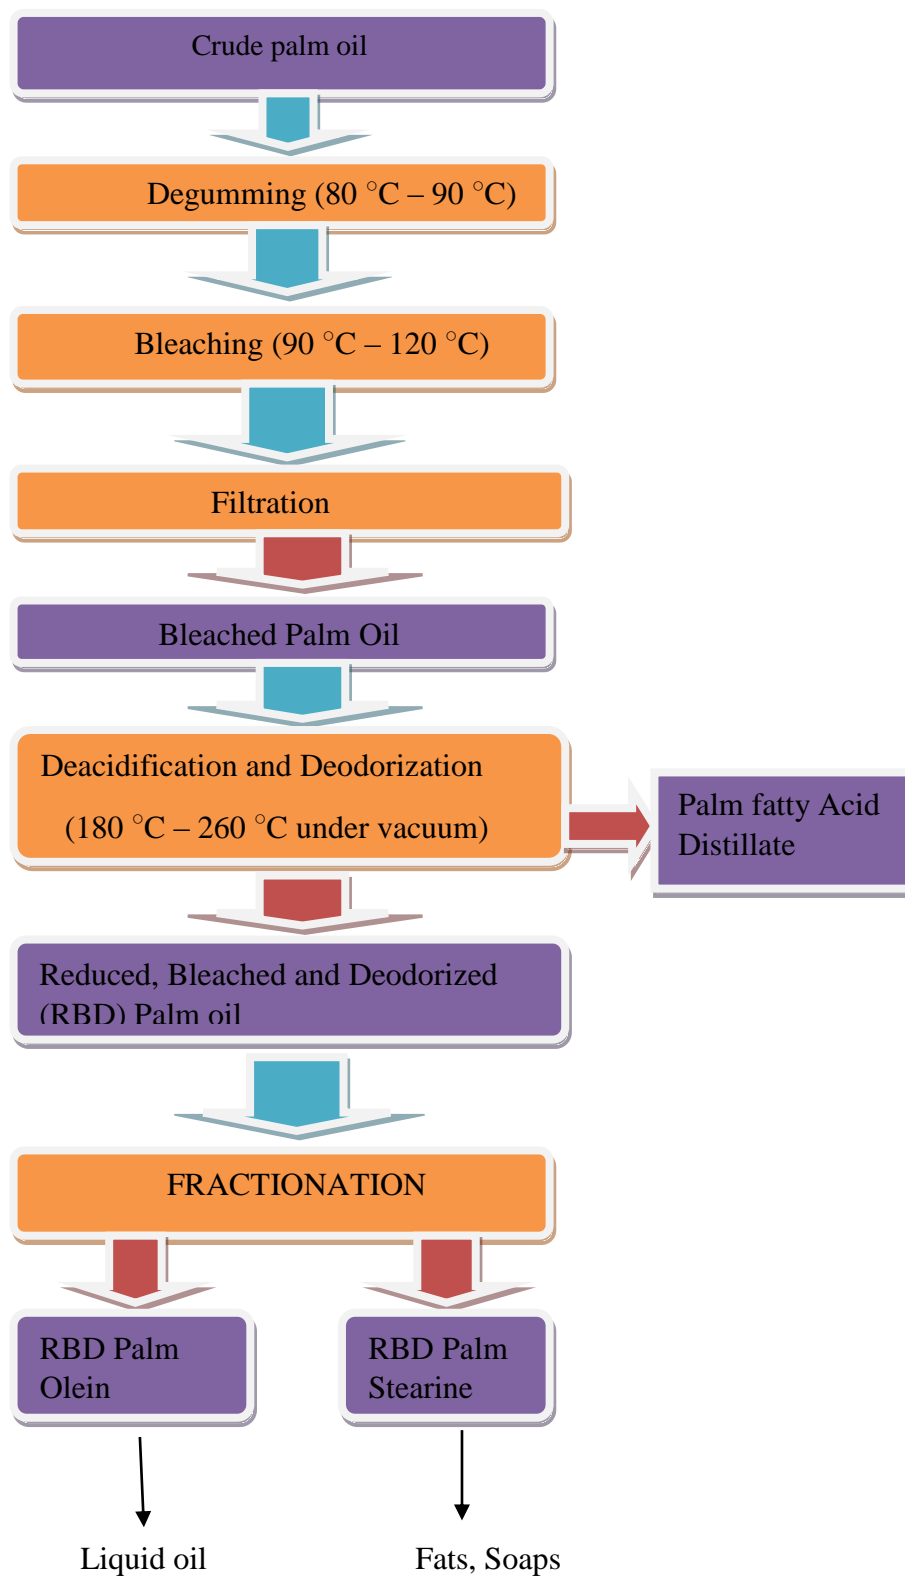 Crude palm oil
Degumming (80 °C – 90 °C)
Bleaching (90 °C – 120 °C)
Filtration
Bleached Palm Oil
Deacidification and Deodorization
(180 °C – 260 °C under vacuum)
Palm fatty Acid
Distillate
Reduced, Bleached and Deodorized
(RBD) Palm oil
FRACTIONATION
RBD Palm
Olein
RBD Palm
Stearine
Liquid oil
Fats, Soaps